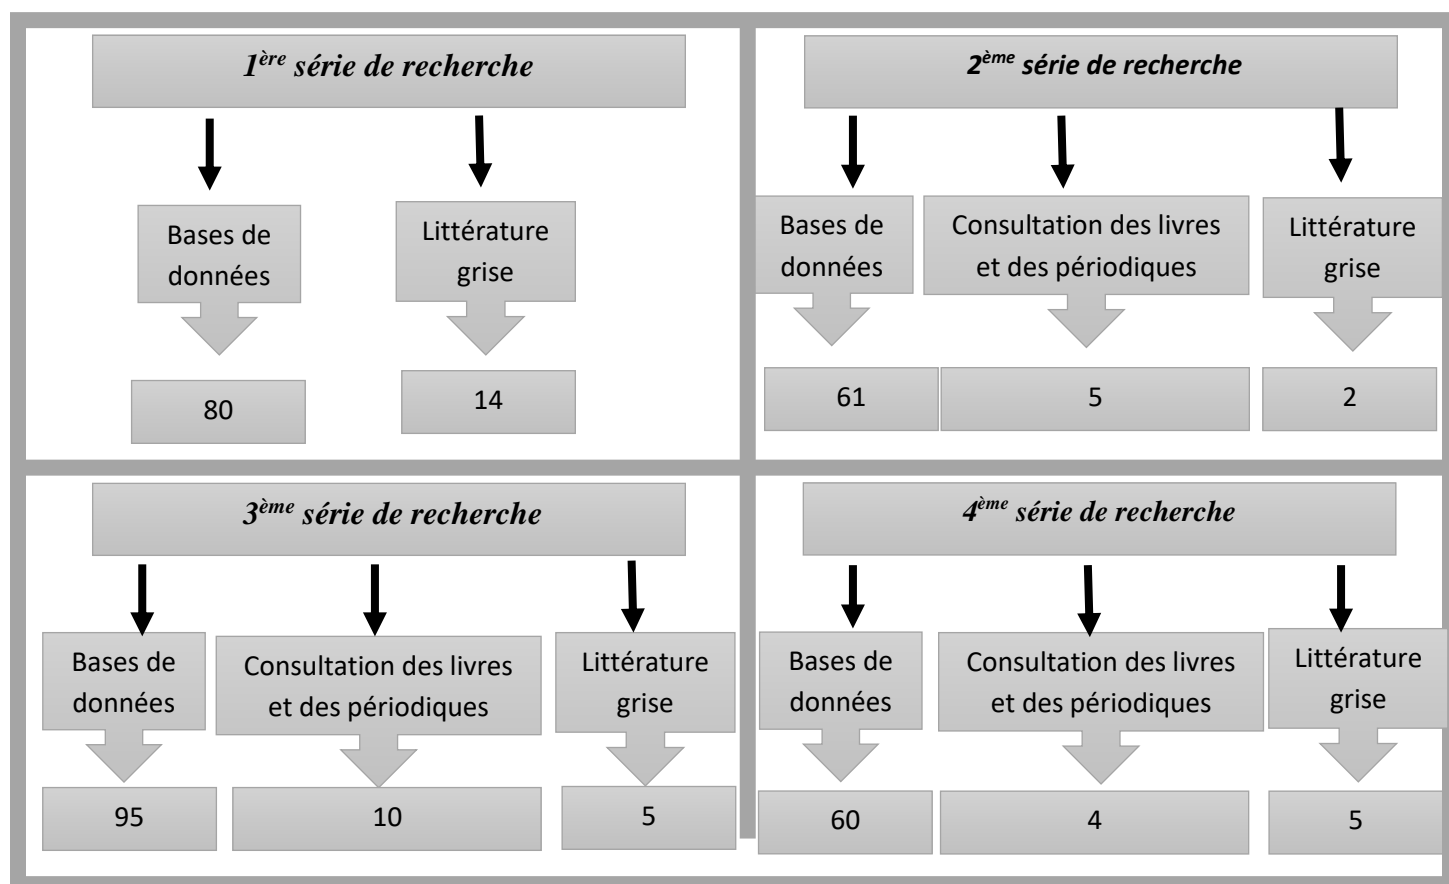 1ère série de recherche
Bases de
données
Littérature
grise
80
14
2ème série de recherche
Bases de
données
Consultation des livres
et des périodiques
Littérature
grise
61
5
2
3ème série de recherche
Bases de
données
Consultation des livres
et des périodiques
Littérature
grise
95
10
5
4ème série de recherche
Bases de
données
Consultation des livres
et des périodiques
Littérature
grise
60
4
5